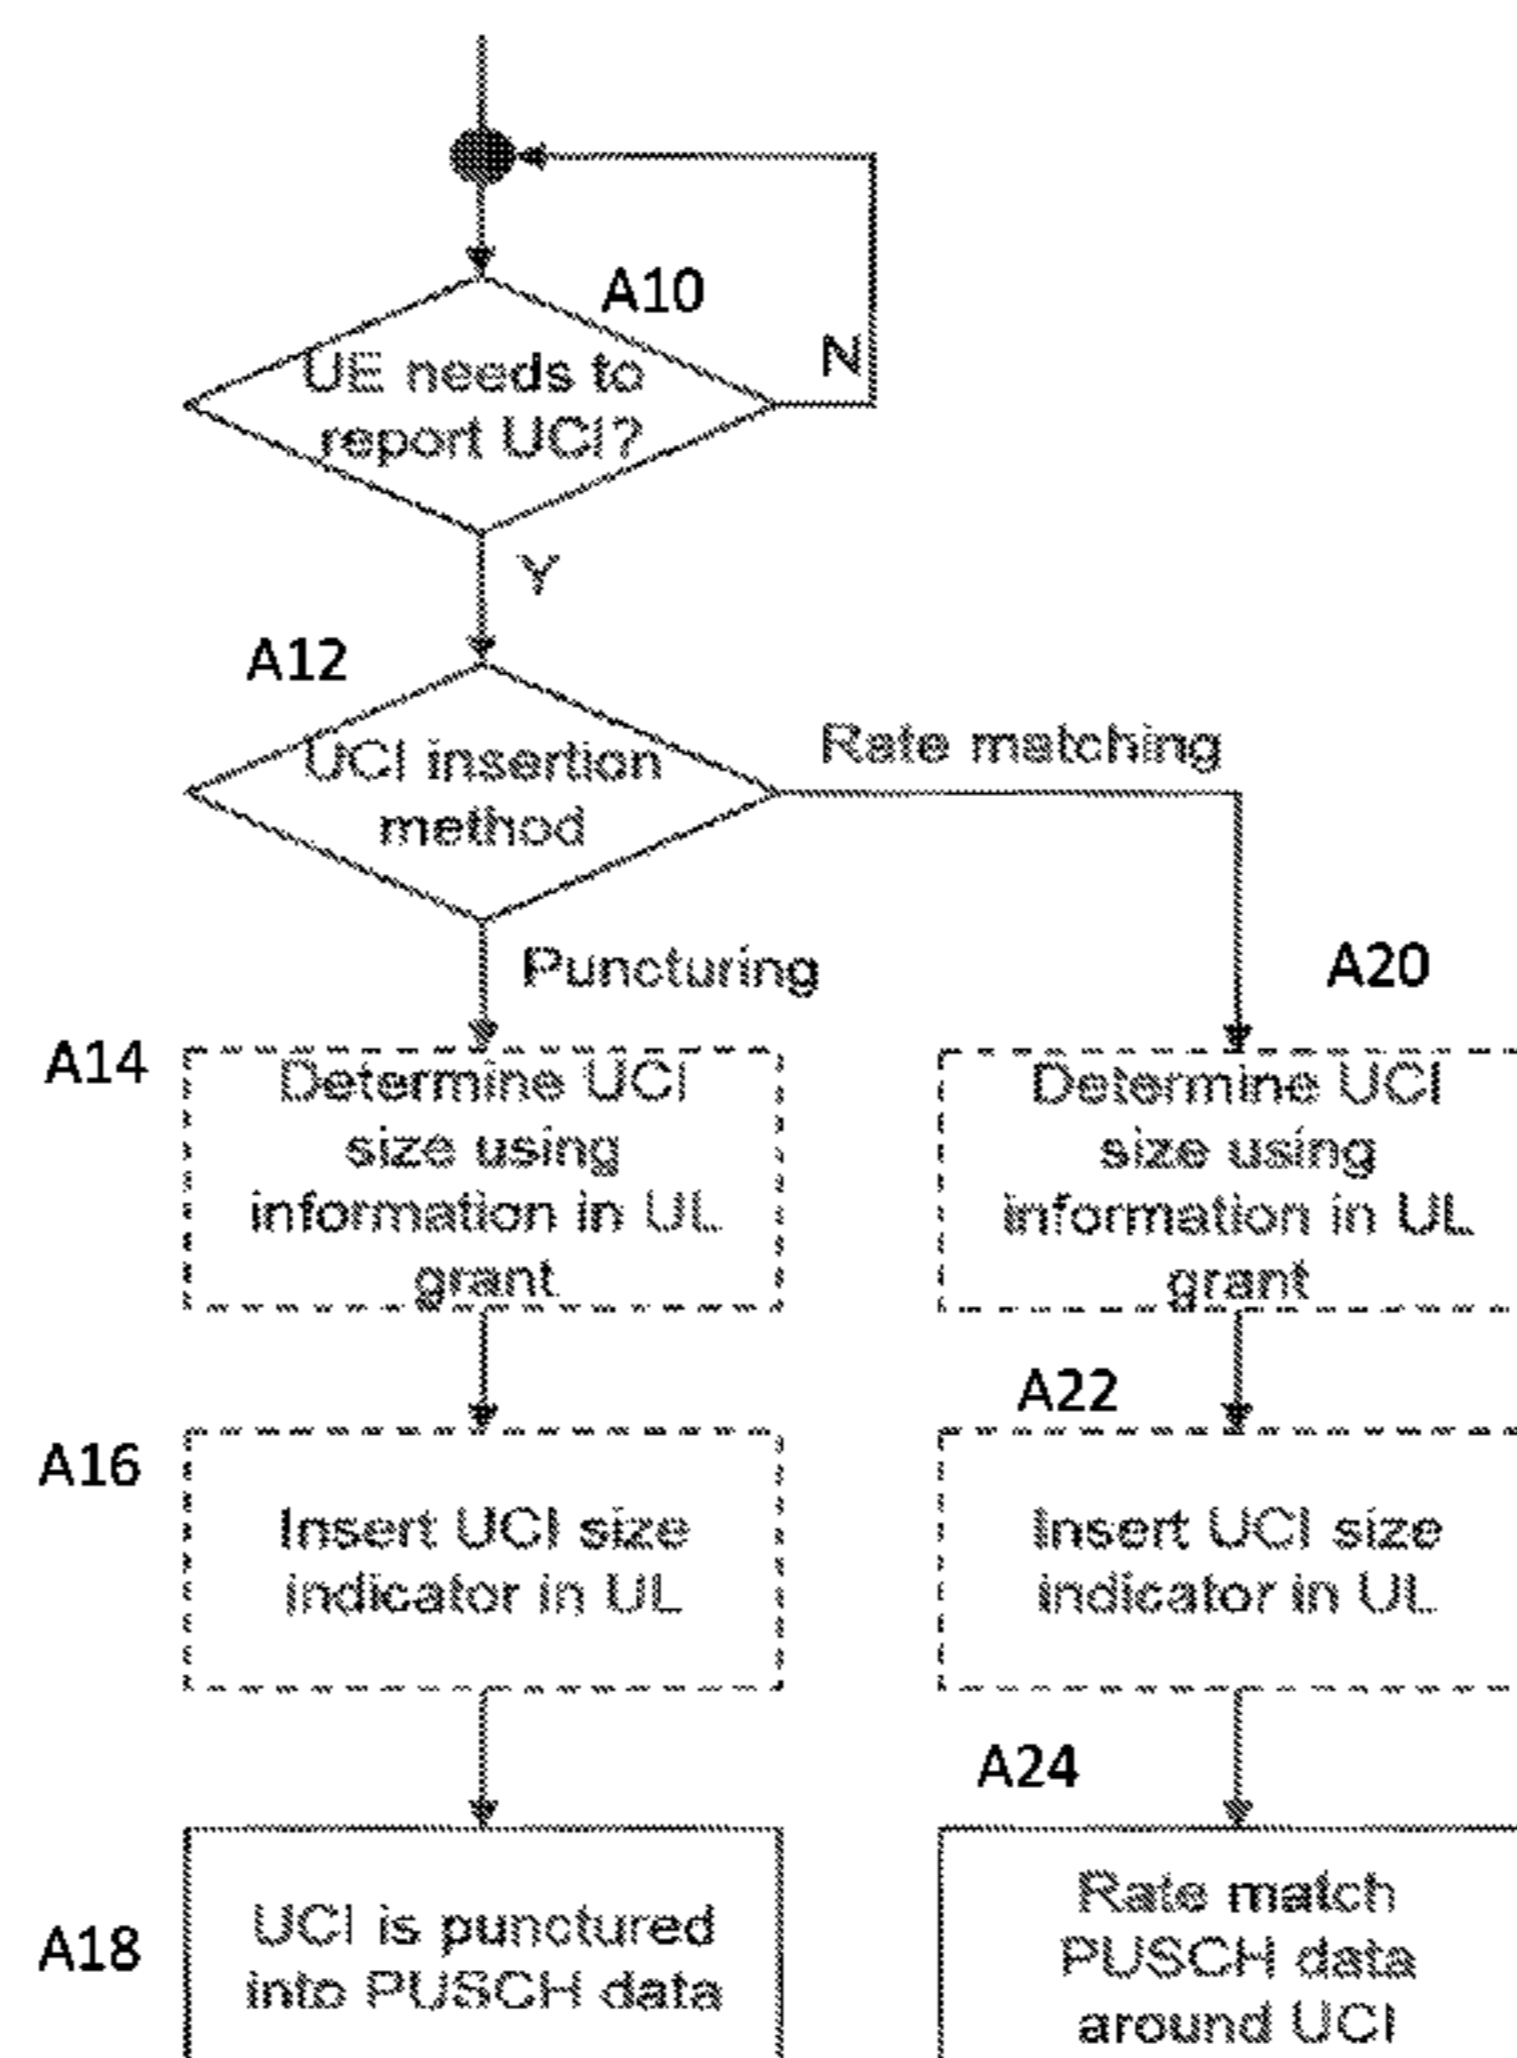 A10
UE needs to
report UCI?
N
Y
A12
UCI insertion
method
Rate matching
Puncturing
A14
Determine UCI
size using
information in UL
grant
A20
Determine UCI
size using
information in UL
grant
A16
Insert UCI size
indicator in UL
A22
Insert UCI size
indicator in UL
A18
UCI is punctured
into PUSCH data
A24
Rate match
PUSCH data
around UCI